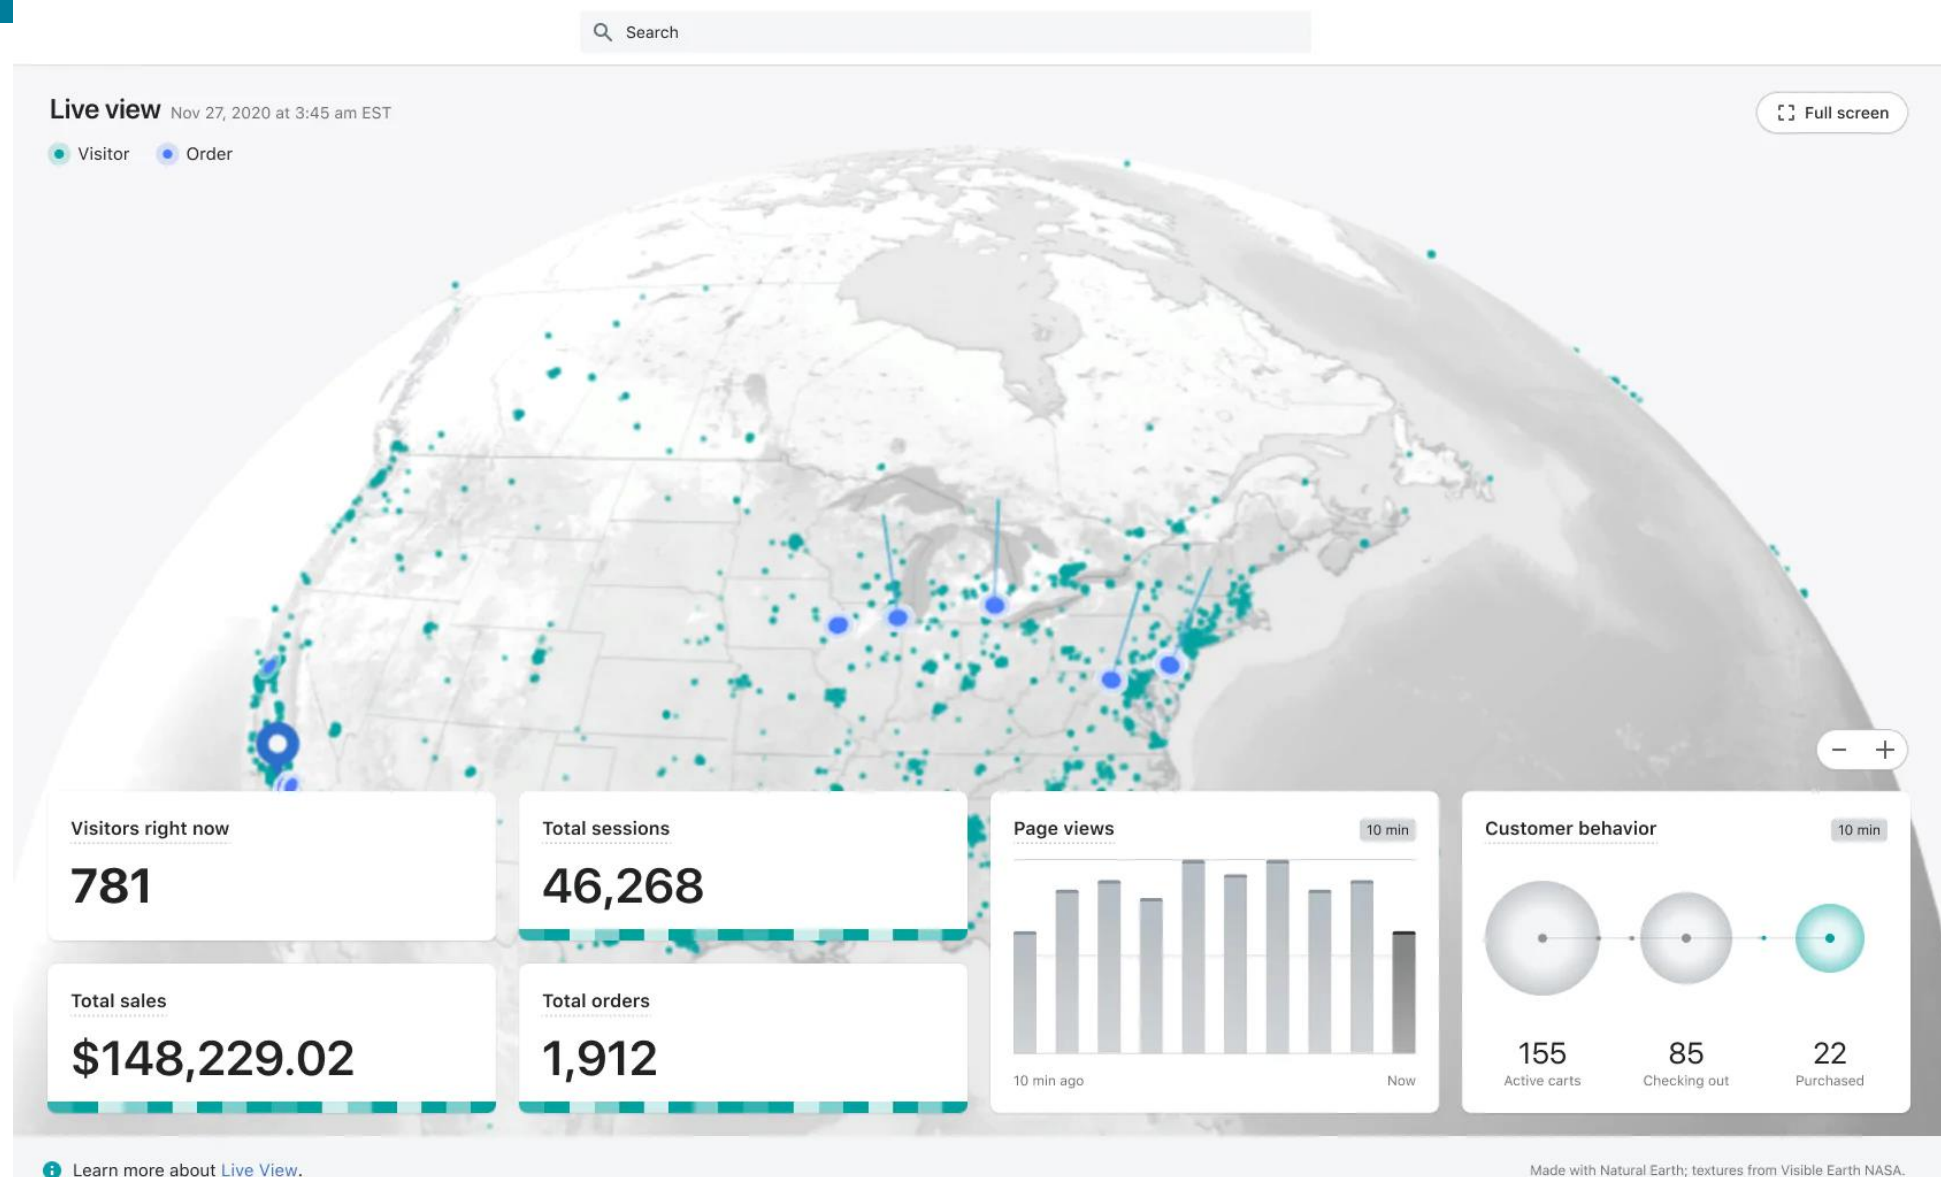 Search
Live view Nov 27, 2020 at 3:45 am EST
Full screen
Visitor Order
Visitors right now
781
Total sessions
46,268
Page views 10 min
10 min ago Now
Customer behavior 10 min
155 85 22
Active carts Checking out Purchased
Total sales
$148,229.02
Total orders
1,912
Learn more about Live View.
Made with Natural Earth; textures from Visible Earth NASA.